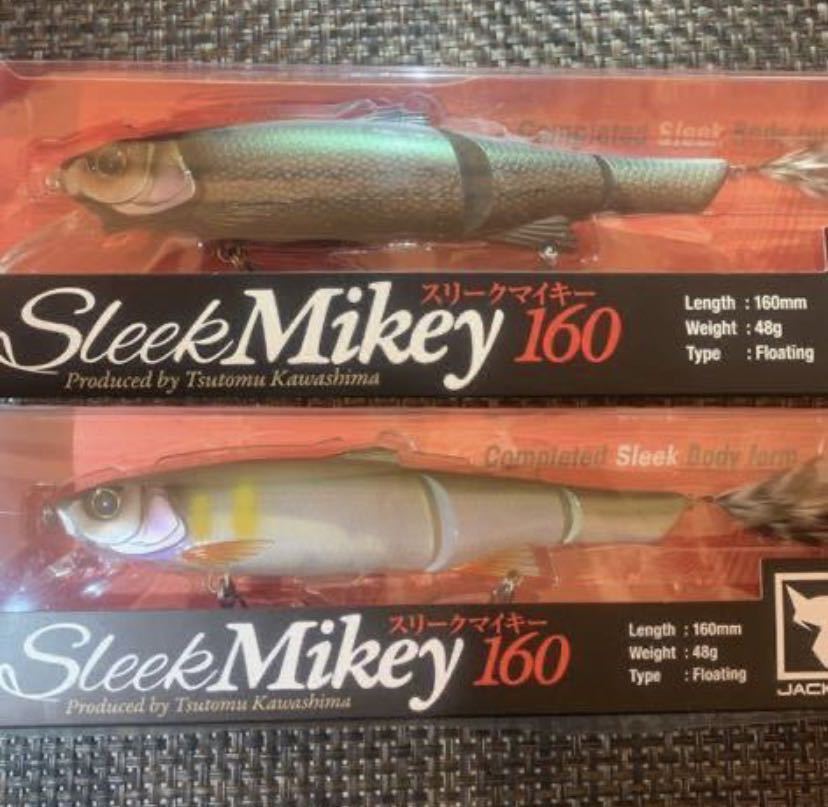 Completed Sleek Body form
スリークマイキー
SleekMikey 160
Produced by Tsutomu Kawashima
Length : 160mm
Weight : 48g
Type : Floating
Completed Sleek Body form
スリークマイキー
SleekMikey 160
Produced by Tsutomu Kawashima
Length : 160mm
Weight : 48g
Type : Floating
JACK